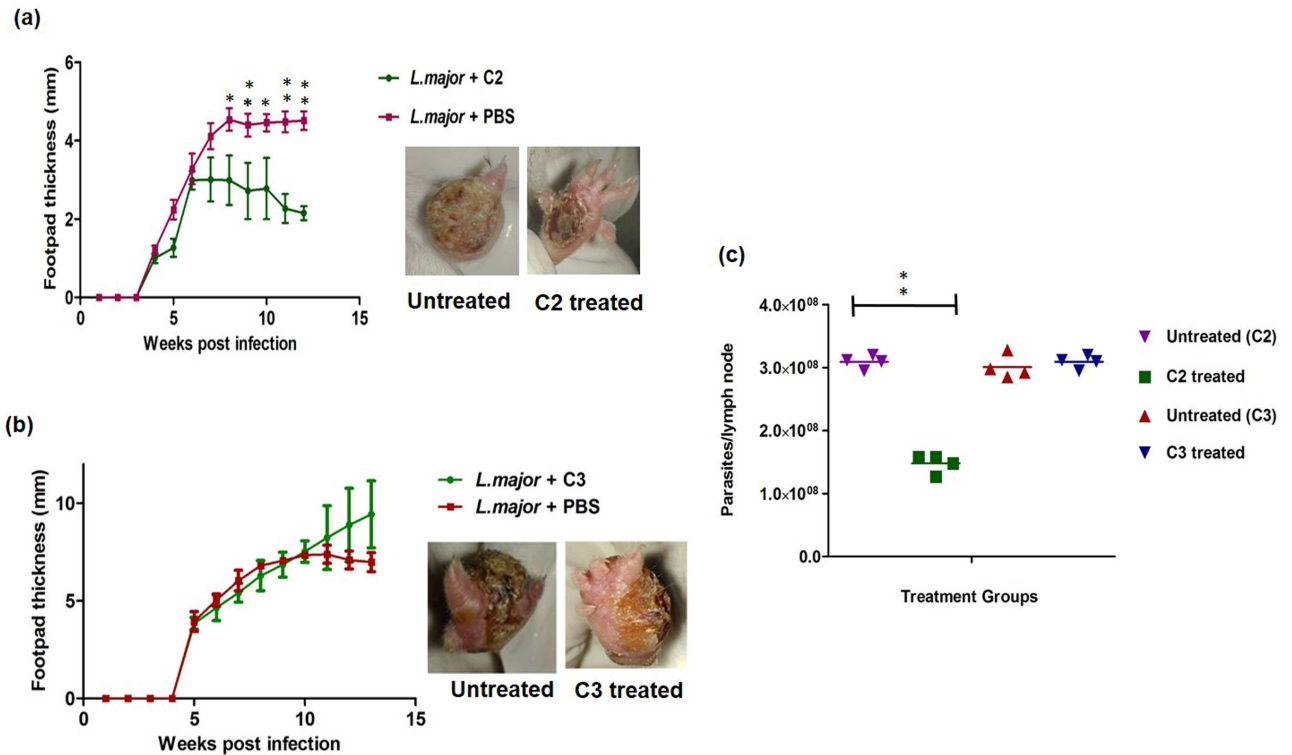 (a)
Footpad thickness (mm)
6
4
2
0
5
10
15
Weeks post infection
*
* *
*
* *
* *
L.major + C2
L.major + PBS
Untreated
C2 treated
(b)
Footpad thickness (mm)
10
5
0
0
5
10
15
Weeks post infection
L.major + C3
L.major + PBS
Untreated
C3 treated
(c)
* *
Parasites/lymph node
4.0×10⁰⁸
3.0×10⁰⁸
2.0×10⁰⁸
1.0×10⁰⁸
0.0
Treatment Groups
Untreated (C2)
C2 treated
Untreated (C3)
C3 treated